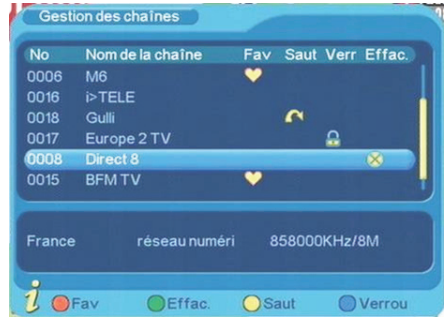 Gestion des chaînes
No Nom de la chaîne Fav Saut Verr Effac.
0006 M6
0016 i>TELE
0018 Gulli
0017 Europe 2 TV
0008 Direct 8
0015 BFM TV
France réseau numéri 858000KHz/8M
i Fav Effac. Saut Verrou